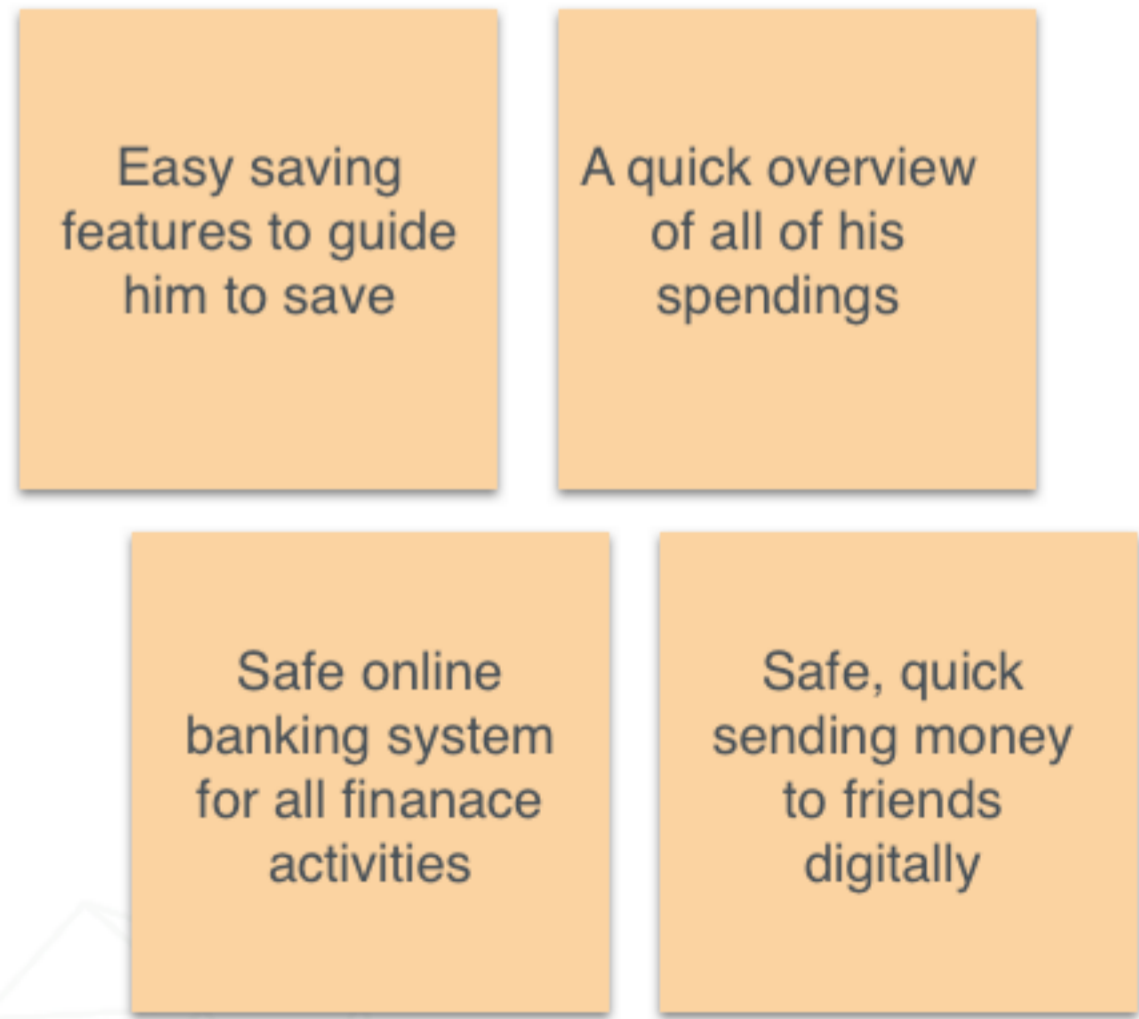 Easy saving
features to guide
him to save
A quick overview
of all of his
spendings
Safe online
banking system
for all finanace
activities
Safe, quick
sending money
to friends
digitally